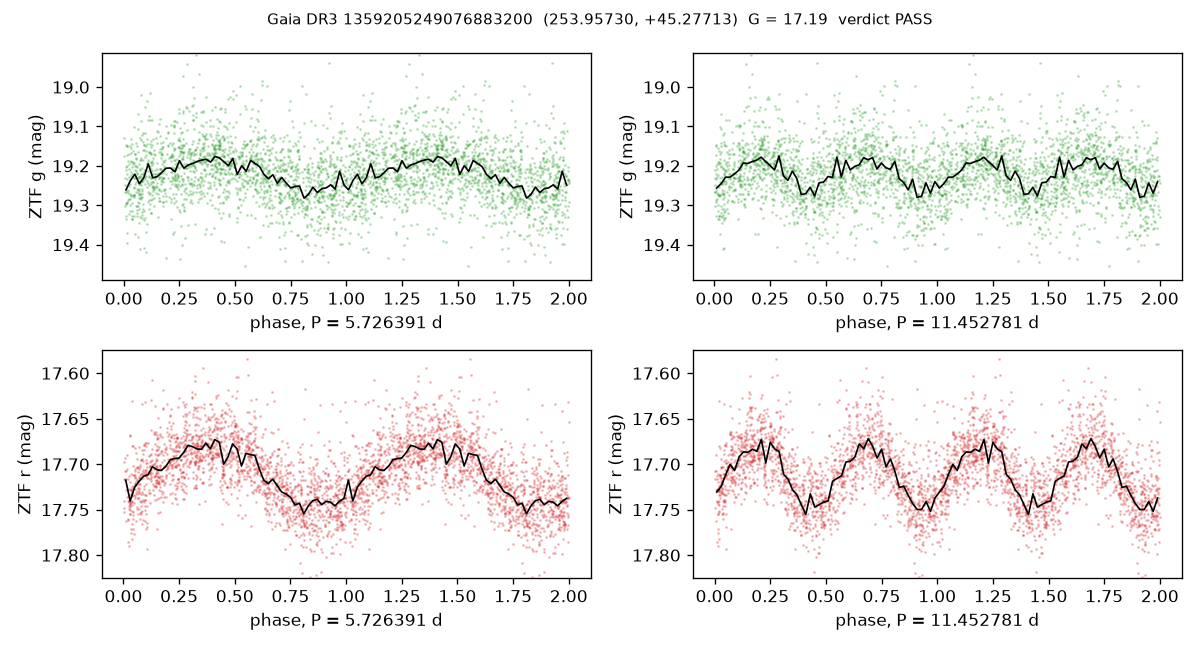 Gaia DR3 1359205249076883200  (253.95730, +45.27713)  G = 17.19  verdict PASS
ZTF g (mag)
19.0
19.1
19.2
19.3
19.4
0.00 0.25 0.50 0.75 1.00 1.25 1.50 1.75 2.00
phase, P = 5.726391 d
ZTF g (mag)
19.0
19.1
19.2
19.3
19.4
0.00 0.25 0.50 0.75 1.00 1.25 1.50 1.75 2.00
phase, P = 11.452781 d
ZTF r (mag)
17.60
17.65
17.70
17.75
17.80
0.00 0.25 0.50 0.75 1.00 1.25 1.50 1.75 2.00
phase, P = 5.726391 d
ZTF r (mag)
17.60
17.65
17.70
17.75
17.80
0.00 0.25 0.50 0.75 1.00 1.25 1.50 1.75 2.00
phase, P = 11.452781 d